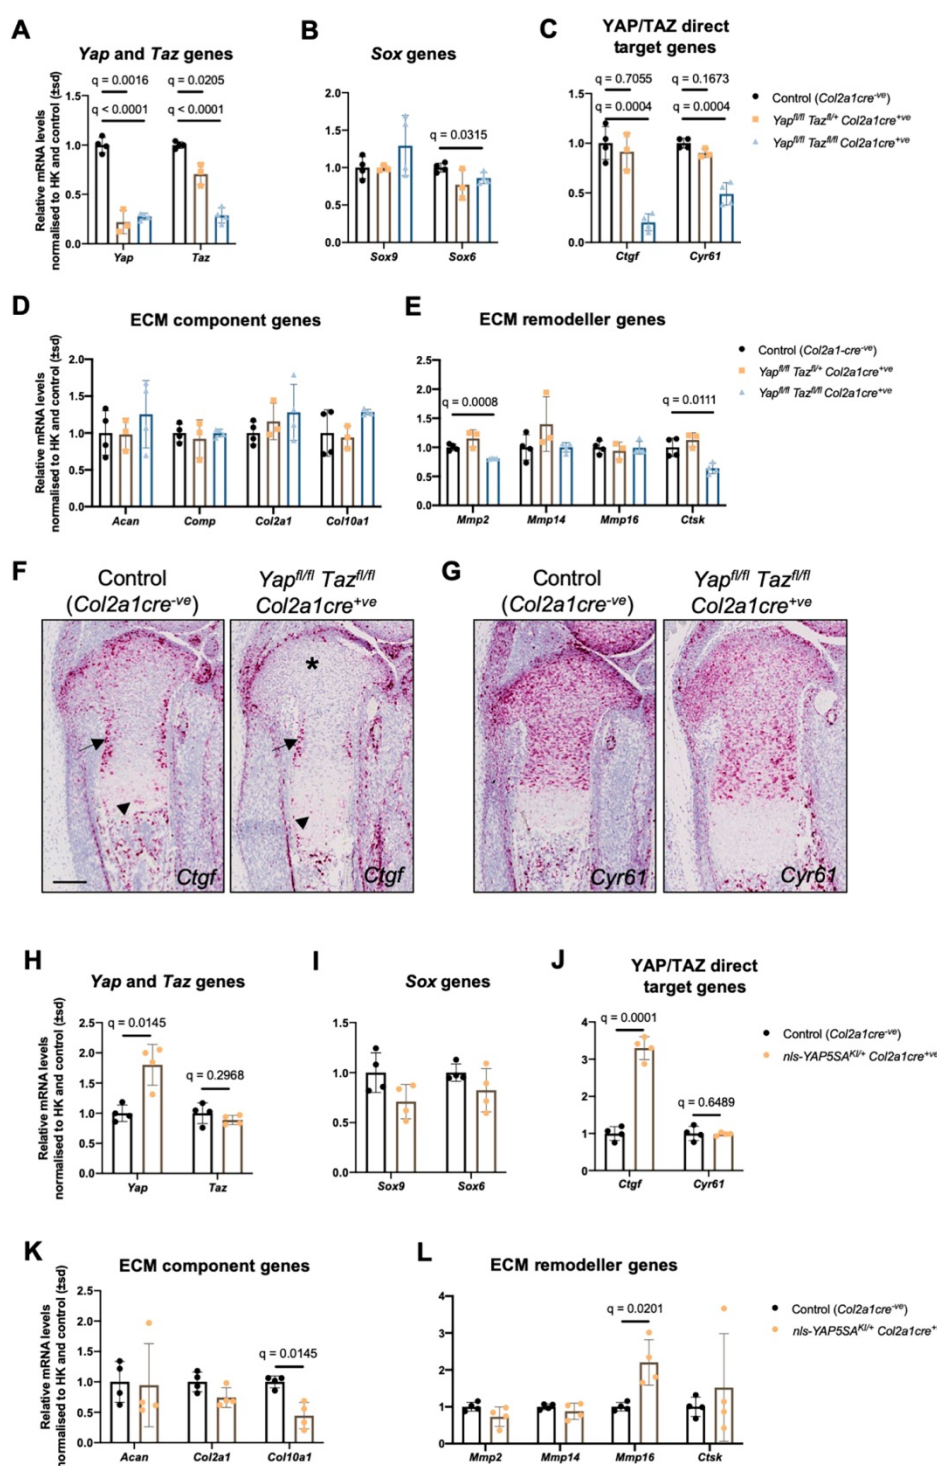 A
Yap and Taz genes
q = 0.0016 q = 0.0205
q < 0.0001 q < 0.0001
Relative mRNA levels
normalised to HK and control (±sd)
1.5
1.0
0.5
0.0
Yap Taz
B
Sox genes
q = 0.0315
2.0
1.5
1.0
0.5
0.0
Sox9 Sox6
C
YAP/TAZ direct
target genes
q = 0.7055 q = 0.1673
q = 0.0004 q = 0.0004
1.5
1.0
0.5
0.0
Ctgf Cyr61
Control (Col2a1cre-ve)
Yapfl/fl Tazfl/+ Col2a1cre+ve
Yapfl/fl Tazfl/fl Col2a1cre+ve
D
ECM component genes
Relative mRNA levels
normalised to HK and control (±sd)
2.0
1.5
1.0
0.5
0.0
Acan Comp Col2a1 Col10a1
E
ECM remodeller genes
q = 0.0008 q = 0.0111
2.5
2.0
1.5
1.0
0.5
0.0
Mmp2 Mmp14 Mmp16 Ctsk
Control (Col2a1-cre-ve)
Yapfl/fl Tazfl/+ Col2a1cre+ve
Yapfl/fl Tazfl/fl Col2a1cre+ve
F
Control
(Col2a1cre-ve)
Yapfl/fl Tazfl/fl
Col2a1cre+ve
*
Ctgf
Ctgf
G
Control
(Col2a1cre-ve)
Yapfl/fl Tazfl/fl
Col2a1cre+ve
Cyr61
Cyr61
H
Yap and Taz genes
q = 0.0145
q = 0.2968
Relative mRNA levels
normalised to HK and control (±sd)
2.5
2.0
1.5
1.0
0.5
0.0
Yap Taz
I
Sox genes
1.5
1.0
0.5
0.0
Sox9 Sox6
J
YAP/TAZ direct
target genes
q = 0.0001
q = 0.6489
4
3
2
1
0
Ctgf Cyr61
Control (Col2a1cre-ve)
nls-YAP5SAKI/+ Col2a1cre+ve
K
ECM component genes
q = 0.0145
Relative mRNA levels
normalised to HK and control (±sd)
2.5
2.0
1.5
1.0
0.5
0.0
Acan Col2a1 Col10a1
L
ECM remodeller genes
q = 0.0201
4
3
2
1
0
Mmp2 Mmp14 Mmp16 Ctsk
Control (Col2a1cre-ve)
nls-YAP5SAKI/+ Col2a1cre+